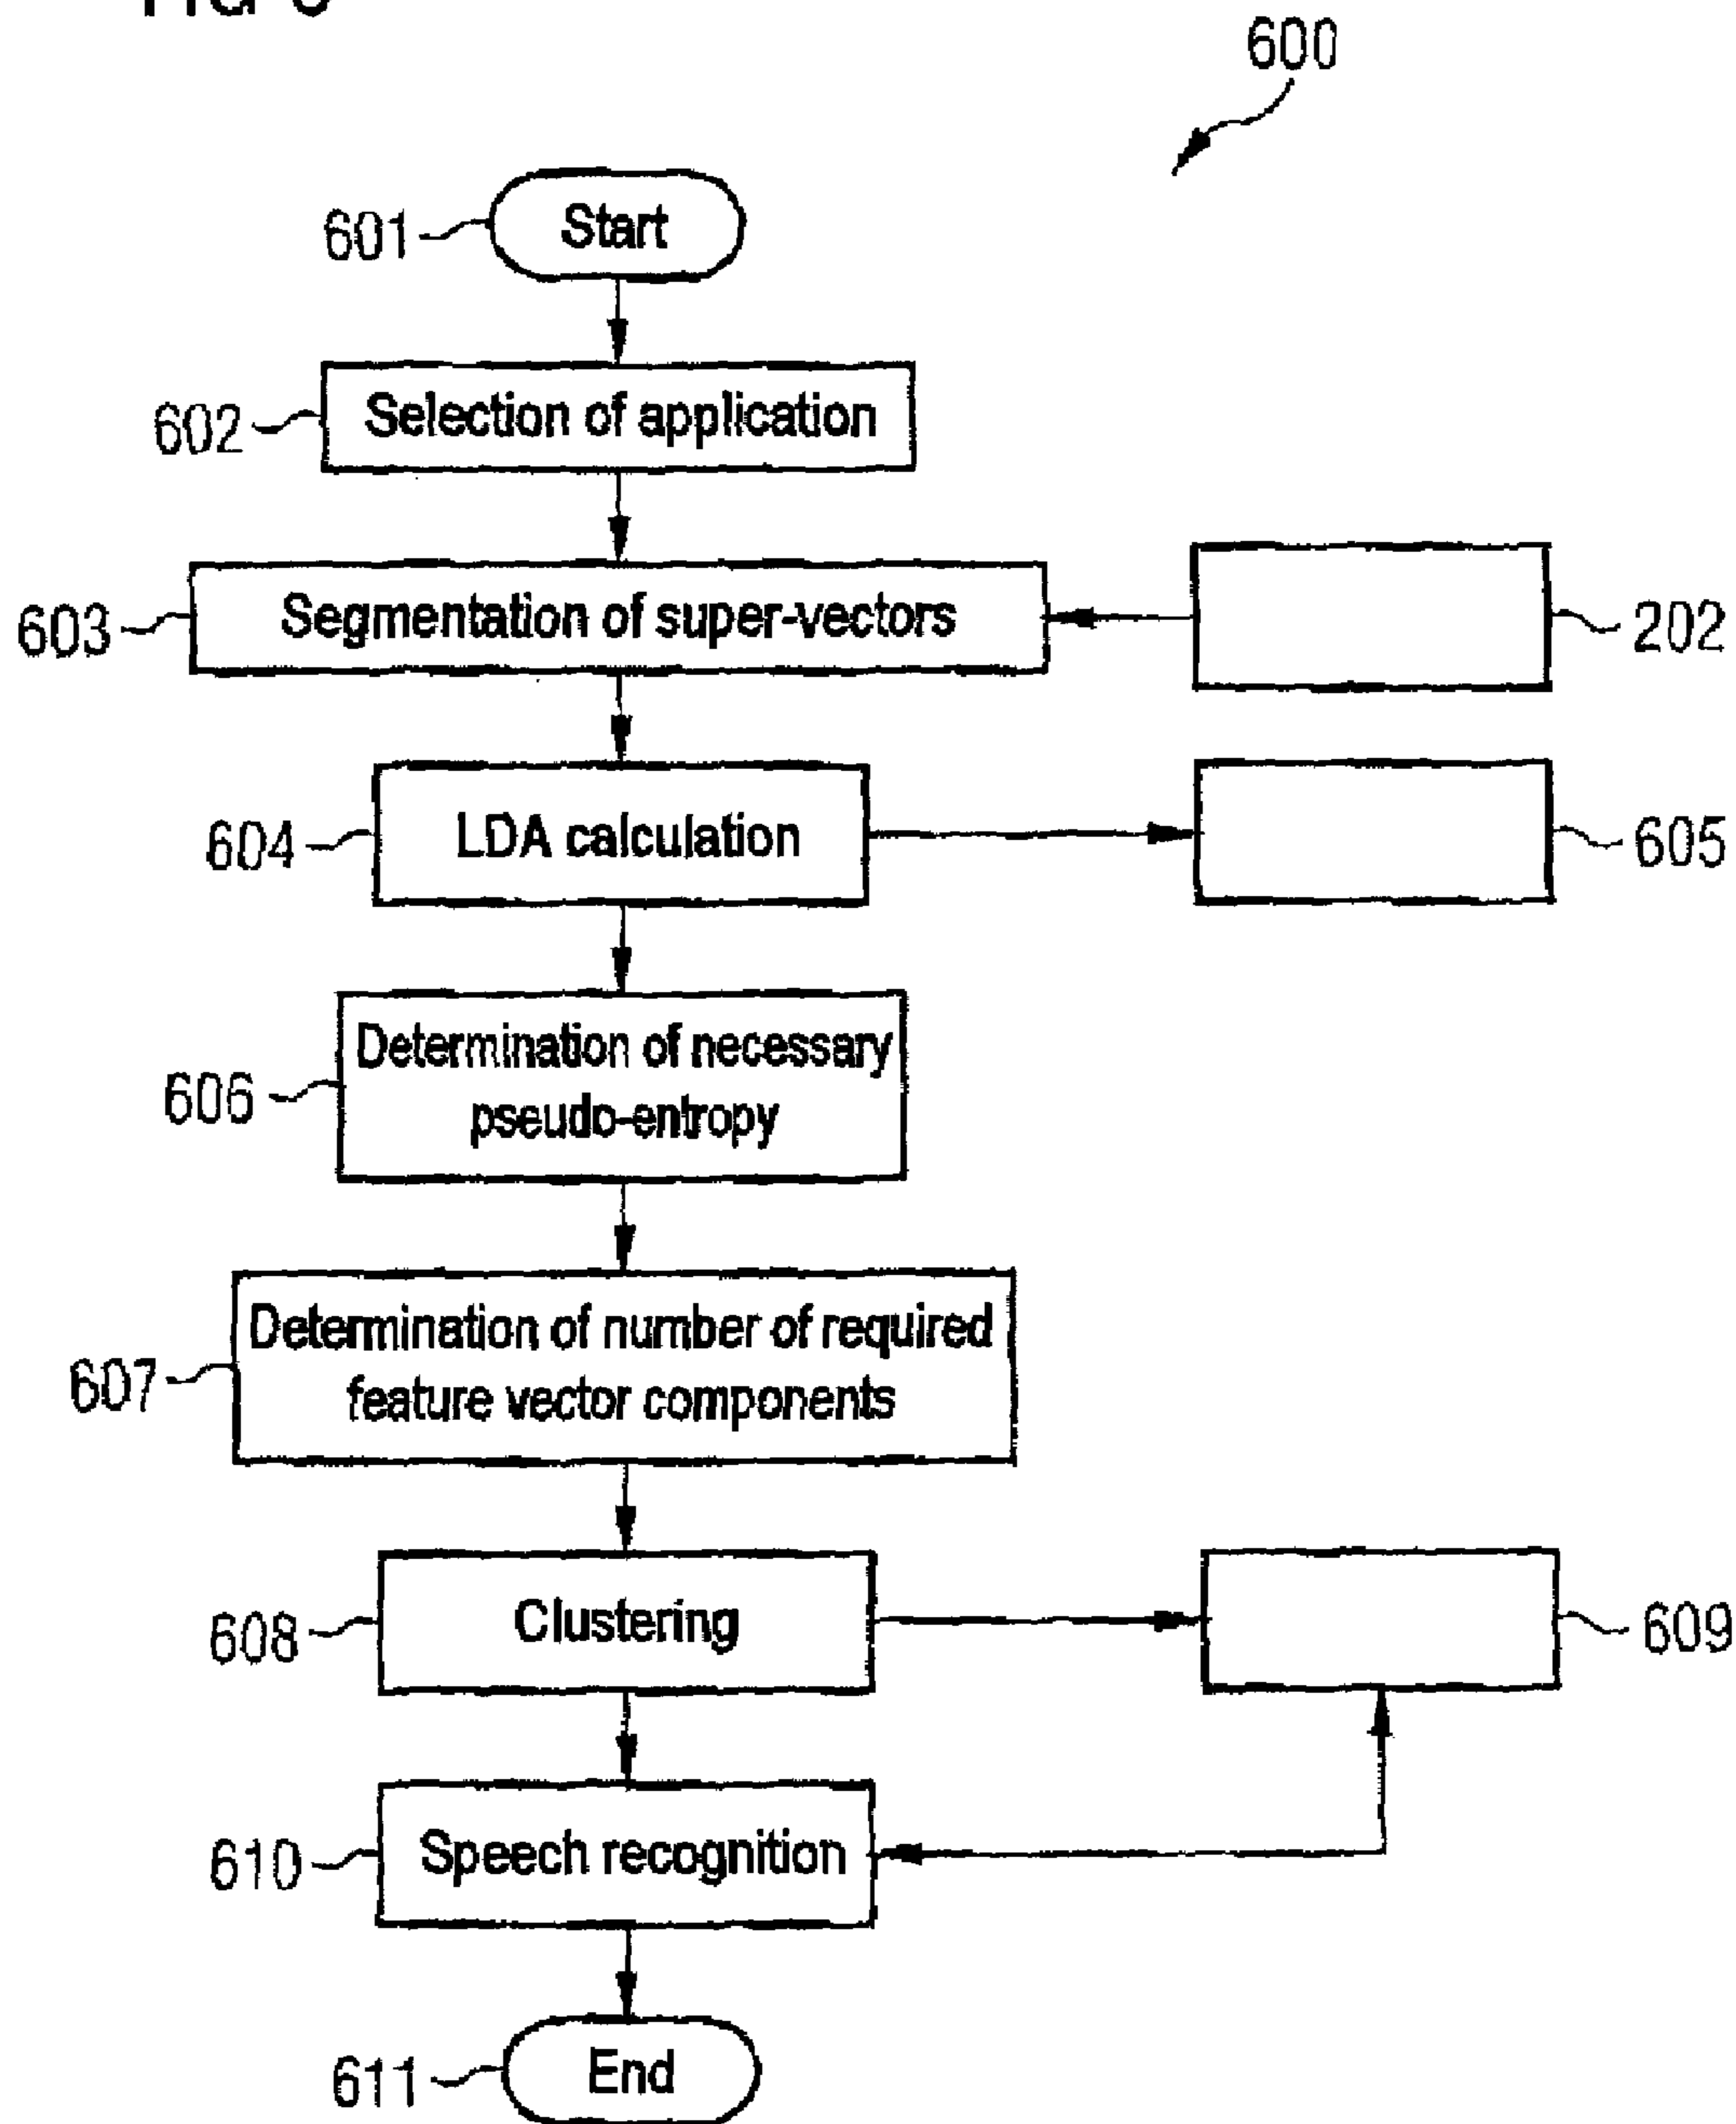 600
601
Start
602
Selection of application
603
Segmentation of super-vectors
202
604
LDA calculation
605
606
Determination of necessary
pseudo-entropy
607
Determination of number of required
feature vector components
608
Clustering
609
610
Speech recognition
611
End